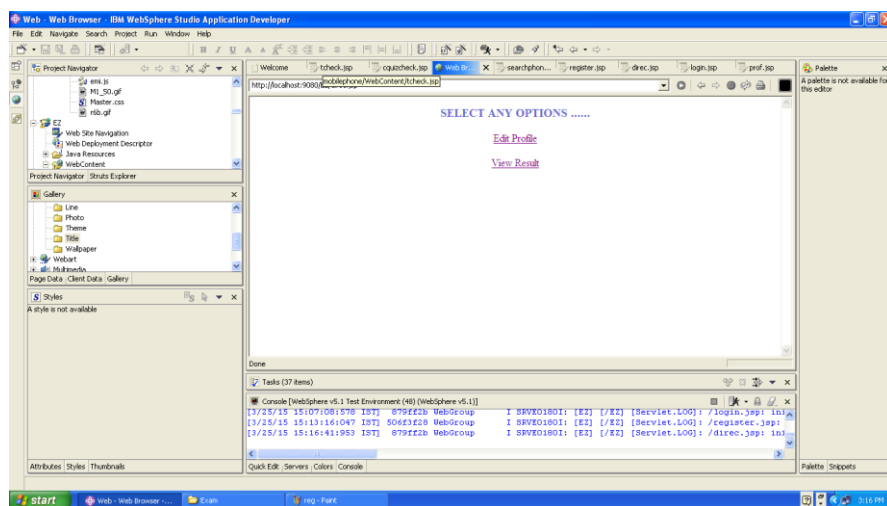 Web - Web Browser - IBM WebSphere Studio Application Developer
File Edit Navigate Search Project Run Window Help
Project Navigator
emi.js
M1_50.gif
Master.css
r6b.gif
EZ
Web Site Navigation
Web Deployment Descriptor
Java Resources
WebContent
Project Navigator Struts Explorer
Gallery
Line
Photo
Theme
Title
Wallpaper
Webart
Multimedia
Page Data Client Data Gallery
Styles
A style is not available
Attributes Styles Thumbnails
Welcome tcheck.jsp cquizcheck.jsp Web Br... searchphon... register.jsp direc.jsp login.jsp prof.jsp
http://localhost:9080/
mobilephone/WebContent/tcheck.jsp
SELECT ANY OPTIONS ......
Edit Profile
View Result
Done
Tasks (37 items)
Console [WebSphere v5.1 Test Environment (48) (WebSphere v5.1)]
[3/25/15 15:07:08:578 IST] 879ff2b WebGroup I SRVE0180I: [EZ] [/EZ] [Servlet.LOG]: /login.jsp: ini
[3/25/15 15:13:16:047 IST] 506f3f28 WebGroup I SRVE0180I: [EZ] [/EZ] [Servlet.LOG]: /register.jsp:
[3/25/15 15:16:41:953 IST] 879ff2b WebGroup I SRVE0180I: [EZ] [/EZ] [Servlet.LOG]: /direc.jsp: ini
Quick Edit Servers Colors Console
Palette
A palette is not available for
this editor
Palette Snippets
start Web - Web Browser -... Exam reg - Paint 3:16 PM